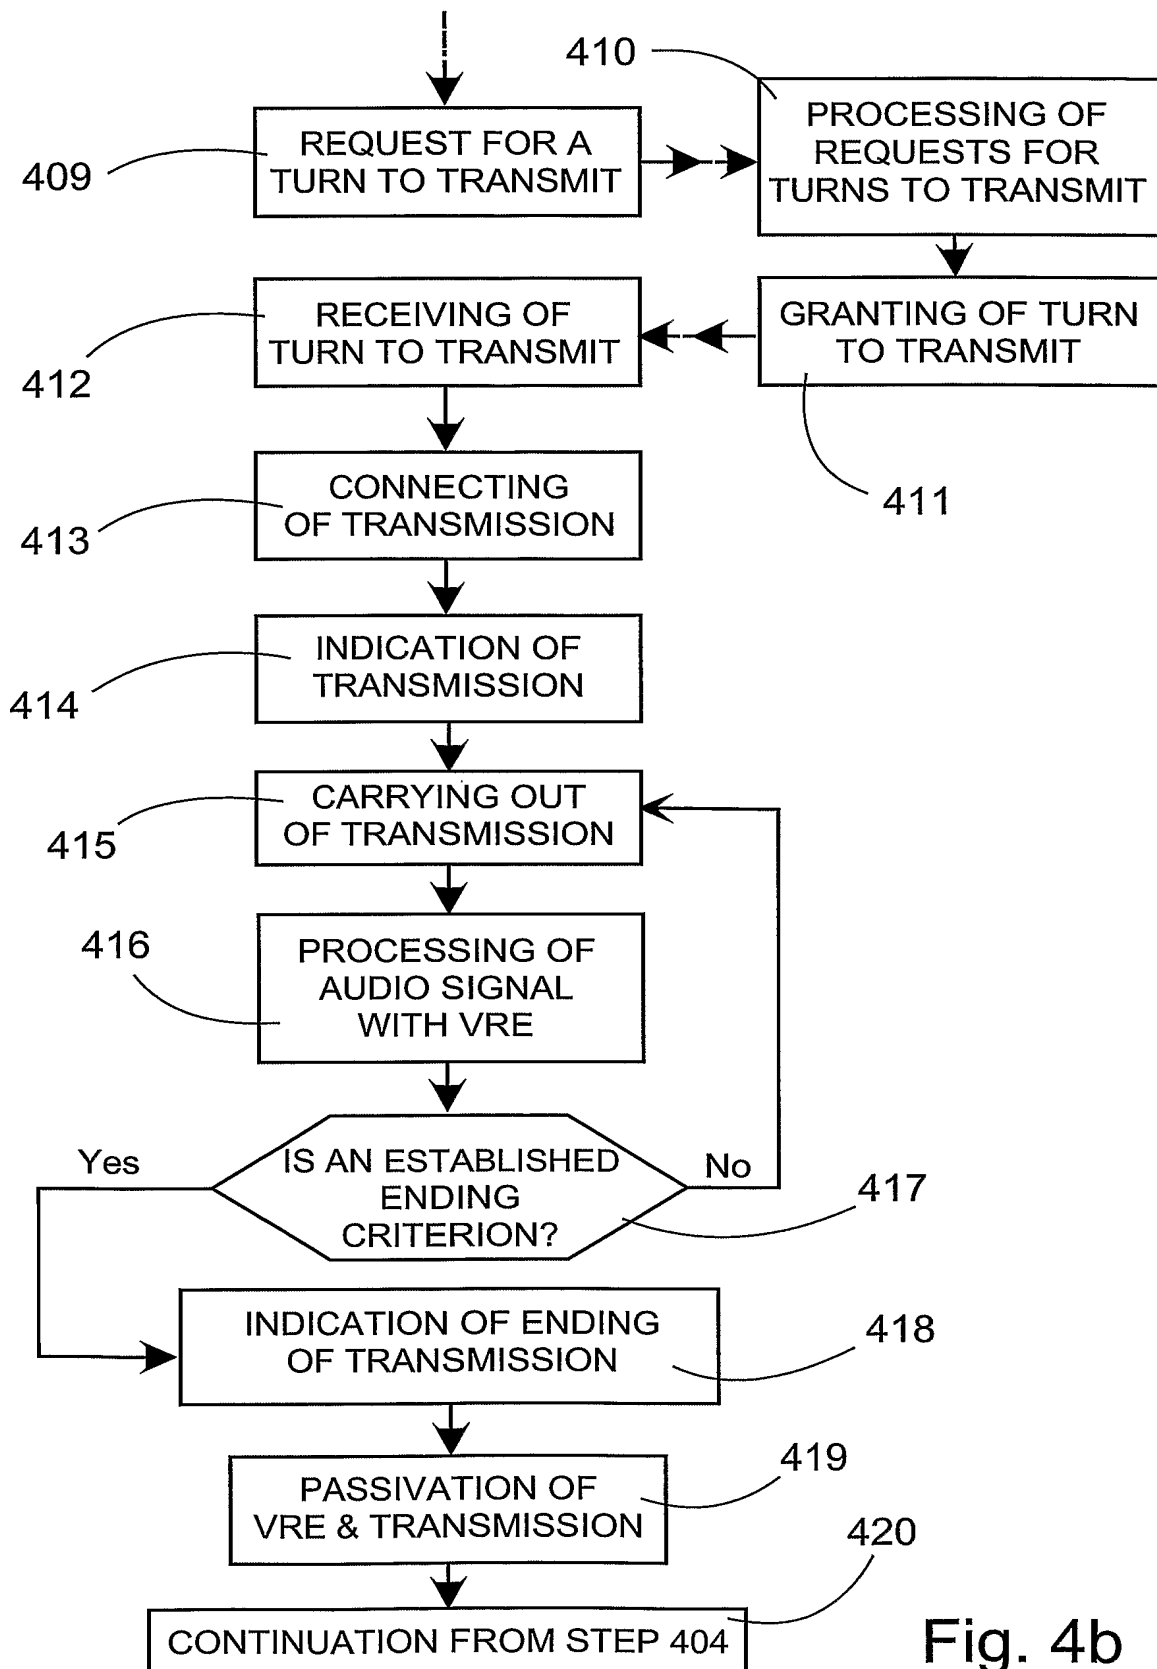 410
PROCESSING OF
REQUESTS FOR
TURNS TO TRANSMIT
REQUEST FOR A
TURN TO TRANSMIT
409
RECEIVING OF
TURN TO TRANSMIT
GRANTING OF TURN
TO TRANSMIT
412
411
CONNECTING
OF TRANSMISSION
413
INDICATION OF
TRANSMISSION
414
CARRYING OUT
OF TRANSMISSION
415
416
PROCESSING OF
AUDIO SIGNAL
WITH VRE
Yes
IS AN ESTABLISHED
ENDING
CRITERION?
No
417
INDICATION OF ENDING
OF TRANSMISSION
418
PASSIVATION OF
VRE & TRANSMISSION
419
420
CONTINUATION FROM STEP 404
Fig. 4b